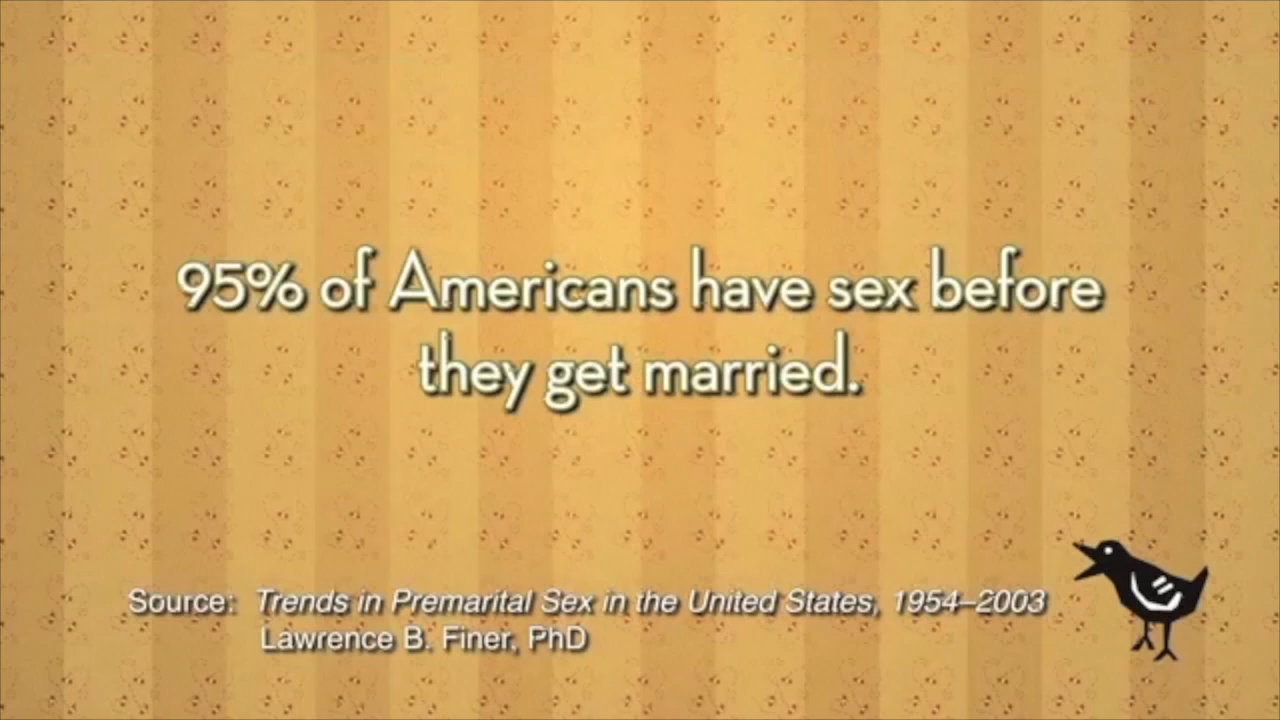 95% of Americans have sex before
they get married.
Source: Trends in Premarital Sex in the United States, 1954–2003
Lawrence B. Finer, PhD